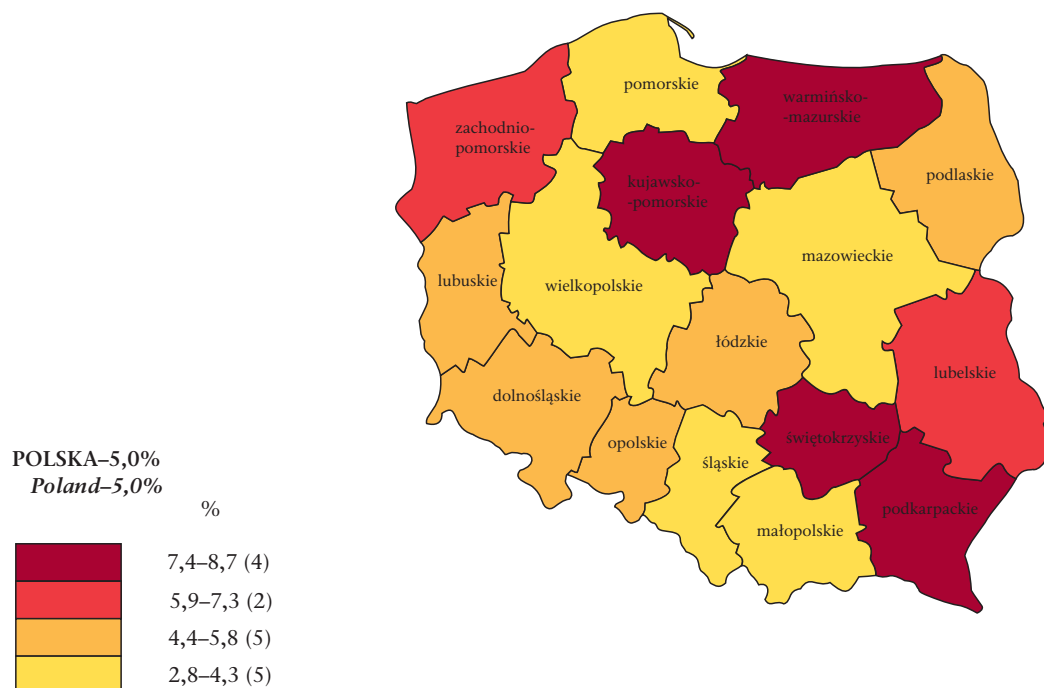 pomorskie
warmińsko-
-mazurskie
zachodnio-
pomorskie
podlaskie
kujawsko-
-pomorskie
mazowieckie
lubuskie
wielkopolskie
łódzkie
lubelskie
dolnośląskie
opolskie
świętokrzyskie
śląskie
podkarpackie
małopolskie
POLSKA–5,0%
Poland–5,0%
%
7,4–8,7 (4)
5,9–7,3 (2)
4,4–5,8 (5)
2,8–4,3 (5)